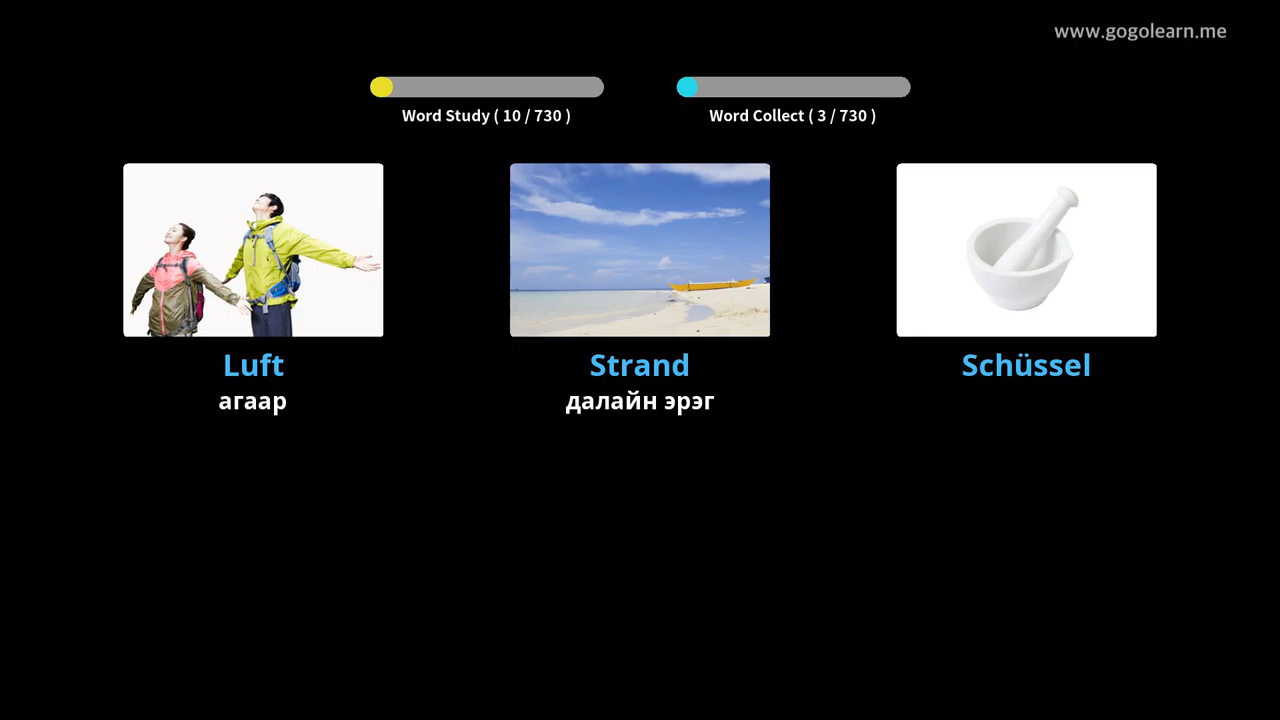 www.gogolearn.me
Word Study ( 10 / 730 )
Word Collect ( 3 / 730 )
Luft
агаар
Strand
далайн эрэг
Schüssel